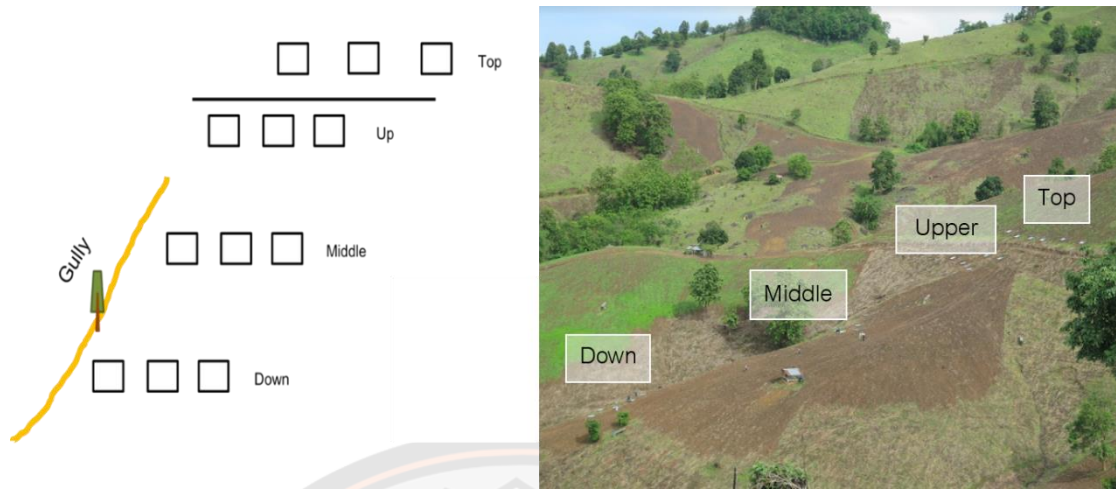 Top
Up
Gully
Middle
Down
Top
Upper
Middle
Down